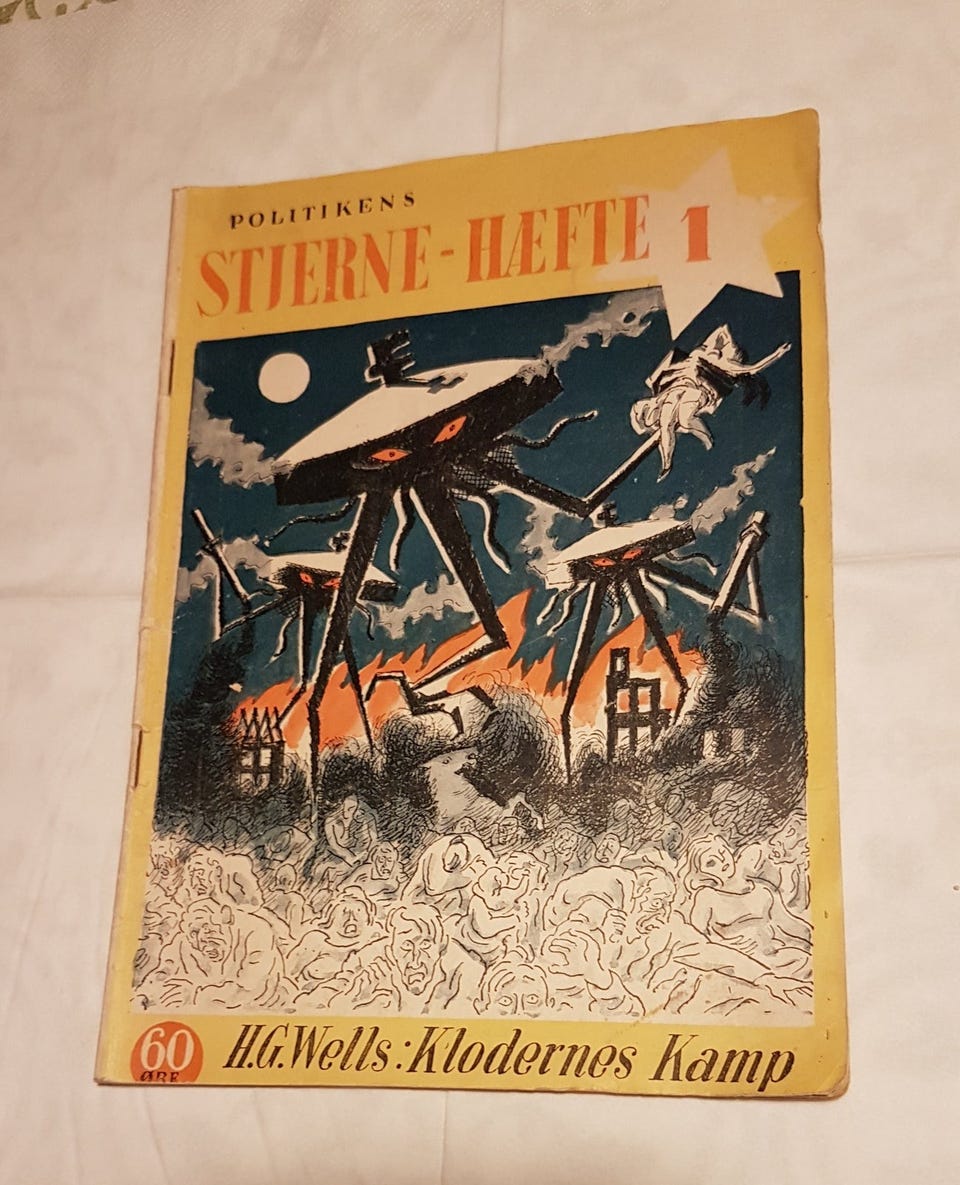 POLITIKENS
STJERNE-HÆFTE 1
60
ØRE
H.G.Wells: Klodernes Kamp